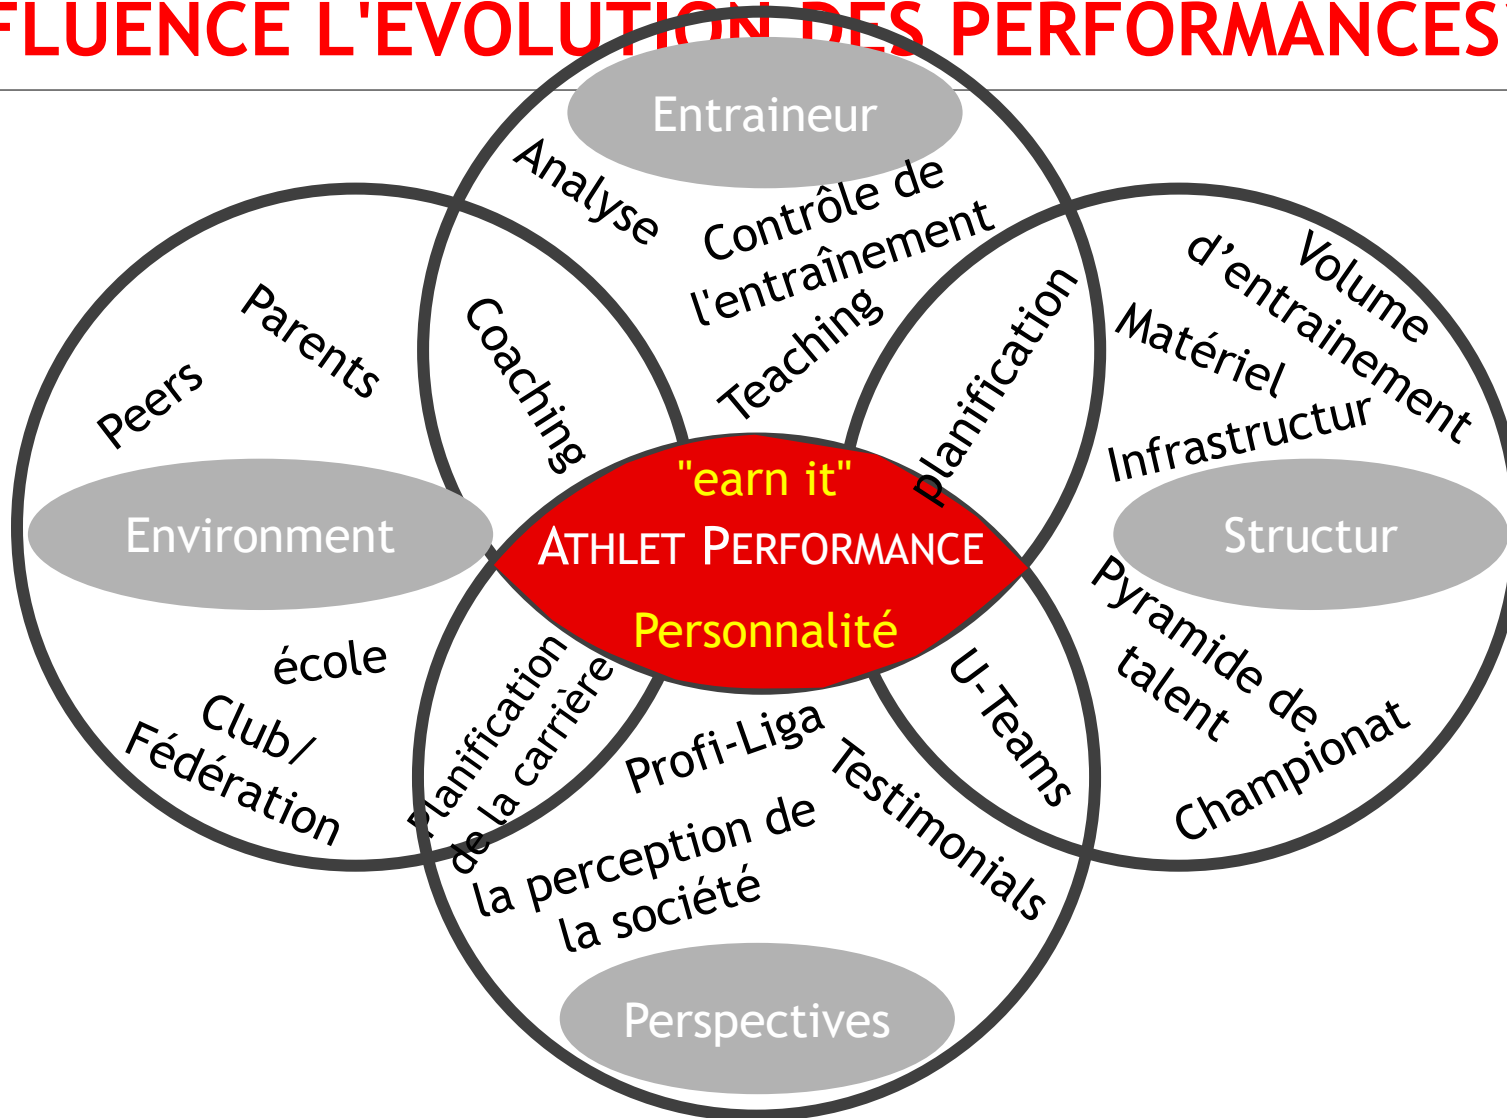 FLUENCE L'EVOLUTION DES PERFORMANCES
Entraineur
Analyse
Contrôle de
l'entraînement
Teaching
Coaching
planification
Parents
Peers
Environment
école
Club/
Fédération
Volume
d’entrainement
Matériel
Infrastructur
Structur
Pyramide de
talent
Championat
"earn it"
ATHLET PERFORMANCE
Personnalité
Planification
de la carrière
U-Teams
Profi-Liga
Testimonials
la perception de
la société
Perspectives